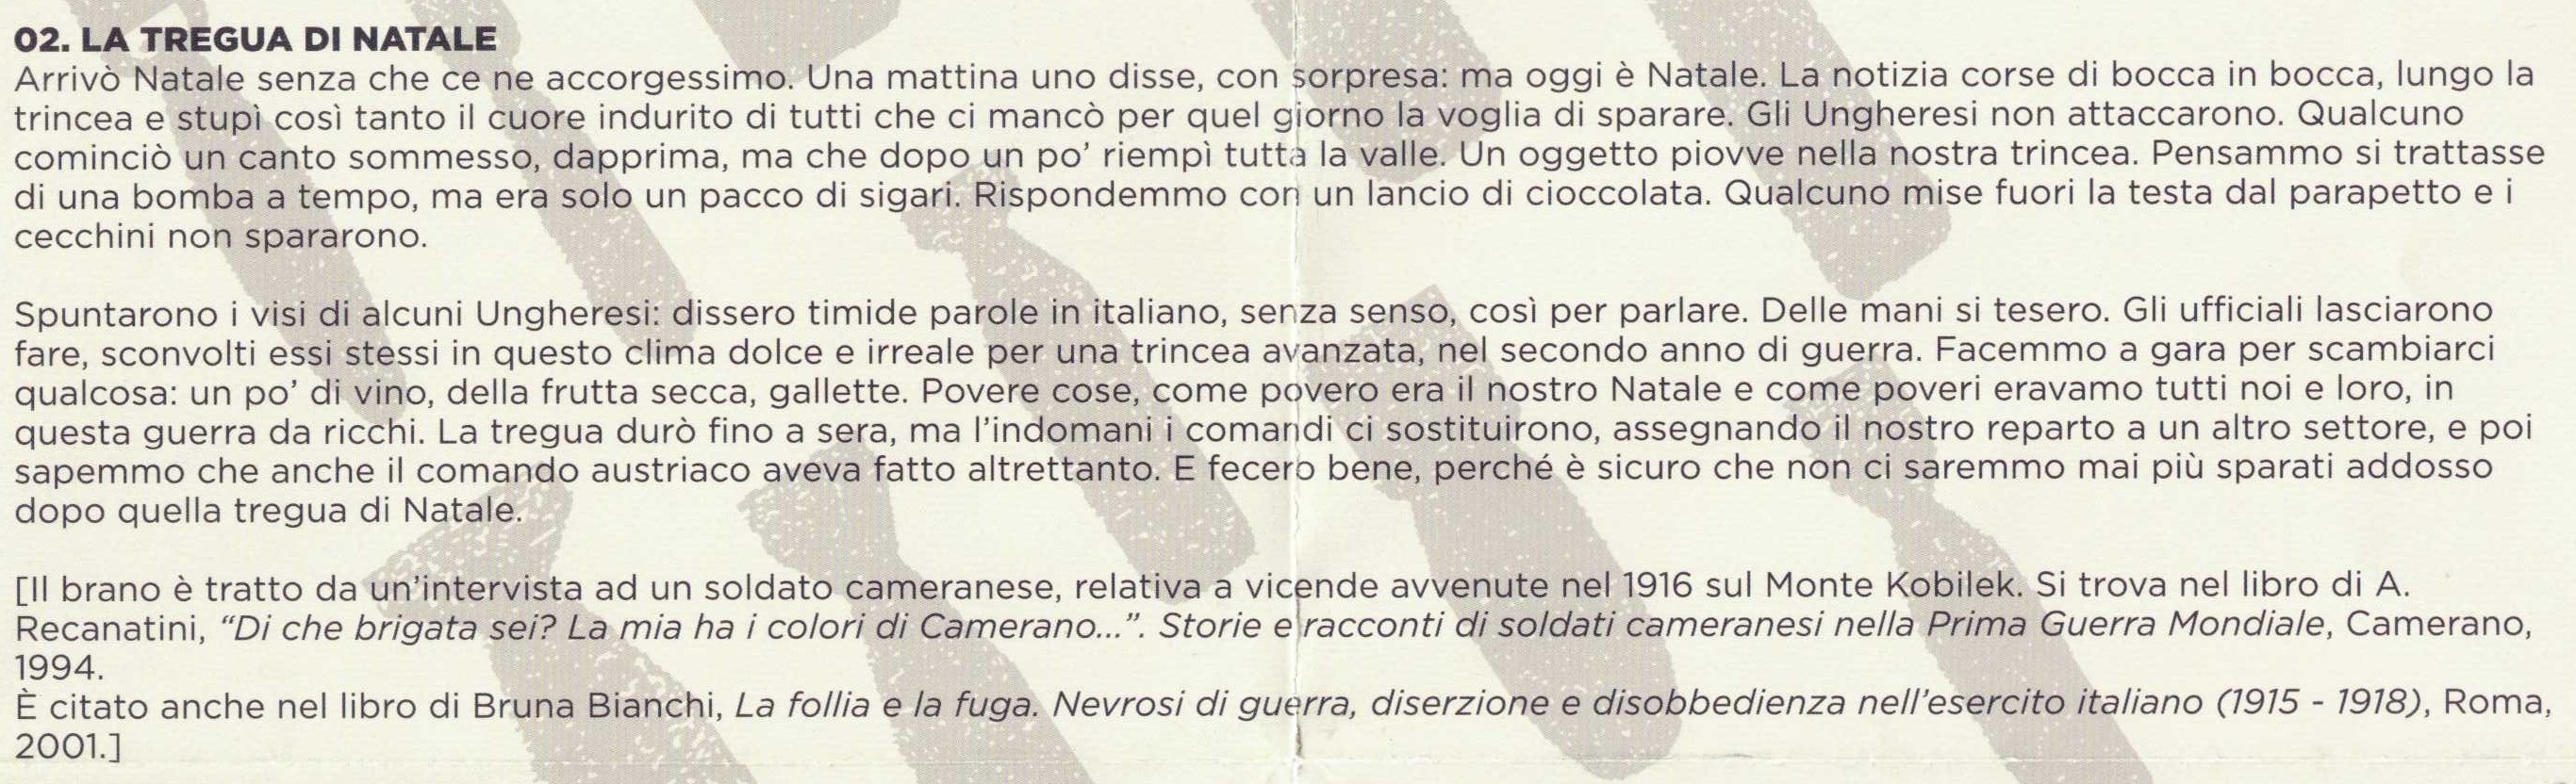 02. LA TREGUA DI NATALE
Arrivò Natale senza che ce ne accorgessimo. Una mattina uno disse, con sorpresa: ma oggi è Natale. La notizia corse di bocca in bocca, lungo la
trincea e stupì così tanto il cuore indurito di tutti che ci mancò per quel giorno la voglia di sparare. Gli Ungheresi non attaccarono. Qualcuno
cominciò un canto sommesso, dapprima, ma che dopo un po’ riempì tutta la valle. Un oggetto piovve nella nostra trincea. Pensammo si trattasse
di una bomba a tempo, ma era solo un pacco di sigari. Rispondemmo con un lancio di cioccolata. Qualcuno mise fuori la testa dal parapetto e i
cecchini non spararono.
Spuntarono i visi di alcuni Ungheresi: dissero timide parole in italiano, senza senso, così per parlare. Delle mani si tesero. Gli ufficiali lasciarono
fare, sconvolti essi stessi in questo clima dolce e irreale per una trincea avanzata, nel secondo anno di guerra. Facemmo a gara per scambiarci
qualcosa: un po’ di vino, della frutta secca, gallette. Povere cose, come povero era il nostro Natale e come poveri eravamo tutti noi e loro, in
questa guerra da ricchi. La tregua durò fino a sera, ma l’indomani i comandi ci sostituirono, assegnando il nostro reparto a un altro settore, e poi
sapemmo che anche il comando austriaco aveva fatto altrettanto. E fecero bene, perché è sicuro che non ci saremmo mai più sparati addosso
dopo quella tregua di Natale.
[Il brano è tratto da un’intervista ad un soldato cameranese, relativa a vicende avvenute nel 1916 sul Monte Kobilek. Si trova nel libro di A.
Recanatini, “Di che brigata sei? La mia ha i colori di Camerano...”. Storie e racconti di soldati cameranesi nella Prima Guerra Mondiale, Camerano,
1994.
È citato anche nel libro di Bruna Bianchi, La follia e la fuga. Nevrosi di guerra, diserzione e disobbedienza nell’esercito italiano (1915 - 1918), Roma,
2001.]